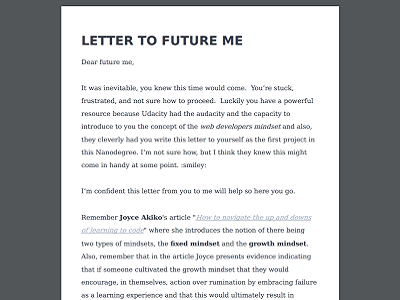 LETTER TO FUTURE ME
Dear future me,
It was inevitable, you knew this time would come.  You're stuck,
frustrated, and not sure how to proceed.  Luckily you have a powerful
resource because Udacity had the audacity and the capacity to
introduce to you the concept of the web developers mindset and also,
they cleverly had you write this letter to yourself as the first project in
this Nanodegree. I'm not sure how, but I think they knew this might
come in handy at some point. :smiley:
I'm confident this letter from you to me will help so here you go.
Remember Joyce Akiko's article "How to navigate the up and downs
of learning to code" where she introduces the notion of there being
two types of mindsets, the fixed mindset and the growth mindset.
Also, remember that in the article Joyce presents evidence indicating
that if someone cultivated the growth mindset that they would
encourage, in themselves, action over rumination by embracing failure
as a learning experience and that this would ultimately result in